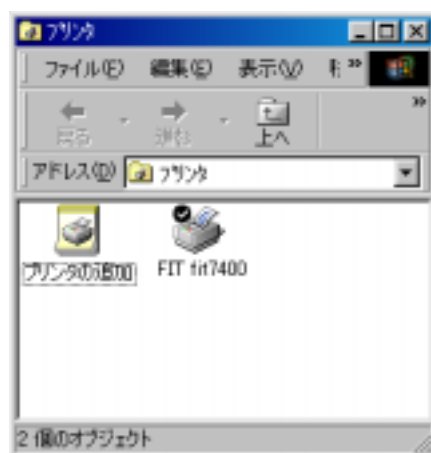 プリンタ
ファイル(F) 編集(E) 表示(V) »
戻る 進む 上へ »
アドレス(D) プリンタ
プリンタの追加 FIT fit7400
2 個のオブジェクト